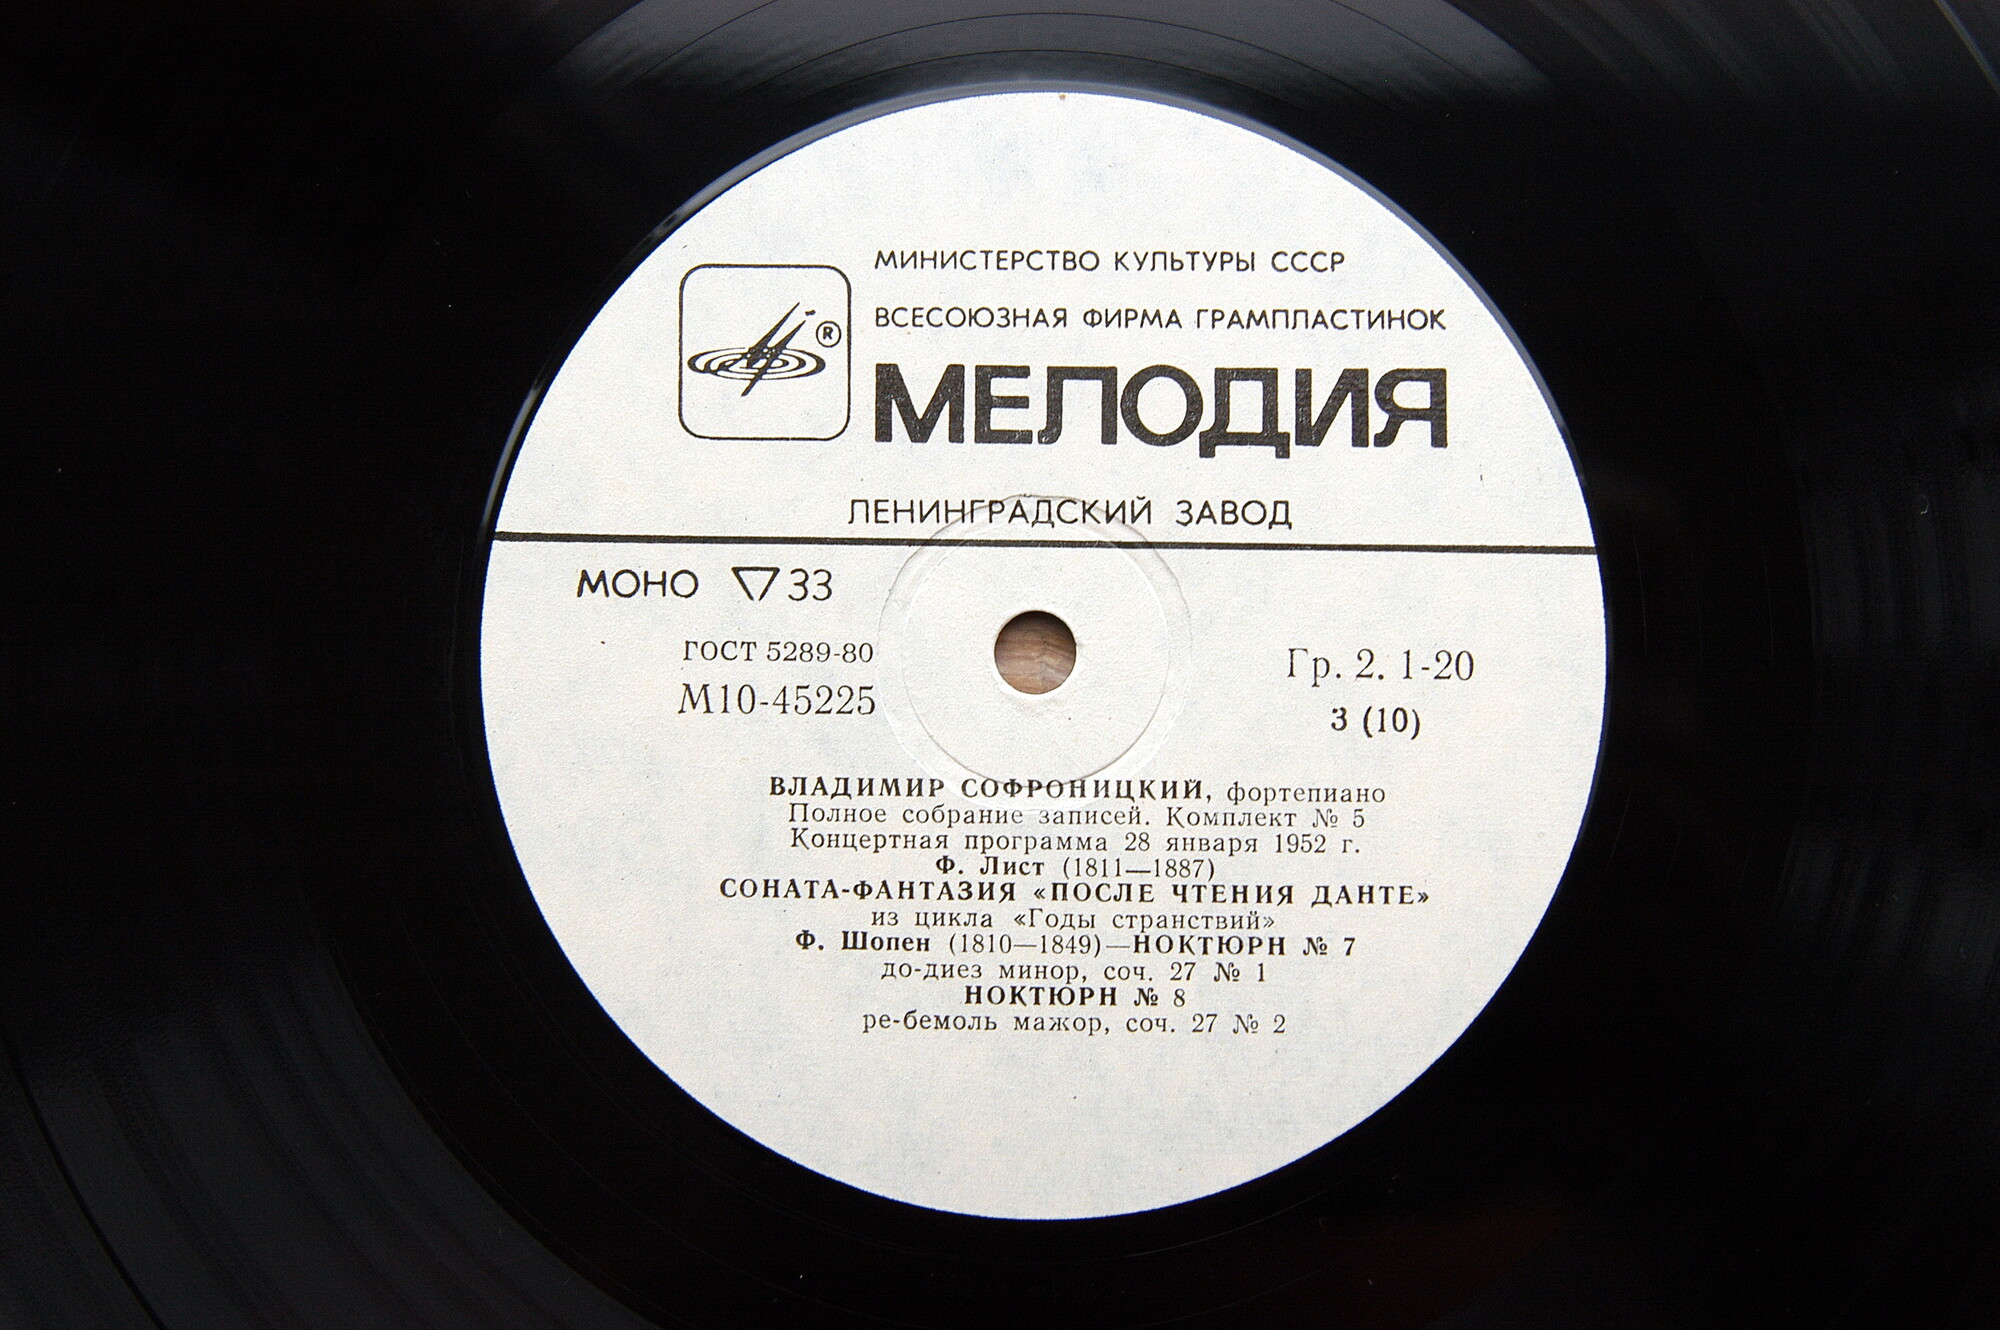 МИНИСТЕРСТВО КУЛЬТУРЫ СССР
ВСЕСОЮЗНАЯ ФИРМА ГРАМПЛАСТИНОК
®
МЕЛОДИЯ
ЛЕНИНГРАДСКИЙ ЗАВОД
МОНО ▽ 33
ГОСТ 5289-80
М10-45225
Гр. 2. 1-20
3 (10)
ВЛАДИМИР СОФРОНИЦКИЙ, фортепиано
Полное собрание записей. Комплект № 5
Концертная программа 28 января 1952 г.
Ф. Лист (1811—1887)
СОНАТА-ФАНТАЗИЯ «ПОСЛЕ ЧТЕНИЯ ДАНТЕ»
из цикла «Годы странствий»
Ф. Шопен (1810—1849)—НОКТЮРН № 7
до-диез минор, соч. 27 № 1
НОКТЮРН № 8
ре-бемоль мажор, соч. 27 № 2